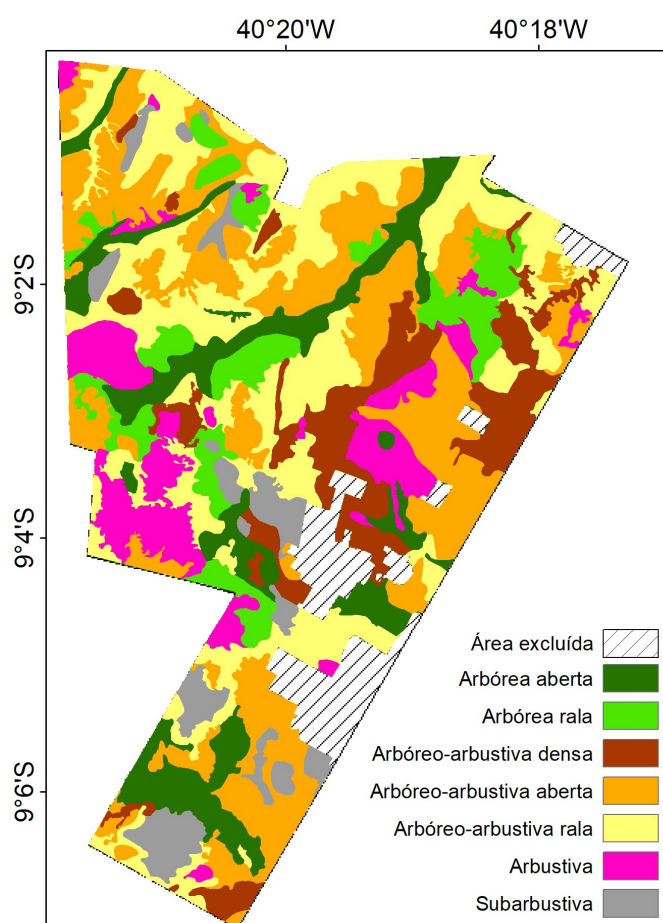 40°20'W 40°18'W
9°2'S
9°4'S
9°6'S
Área excluída
Arbórea aberta
Arbórea rala
Arbóreo-arbustiva densa
Arbóreo-arbustiva aberta
Arbóreo-arbustiva rala
Arbustiva
Subarbustiva